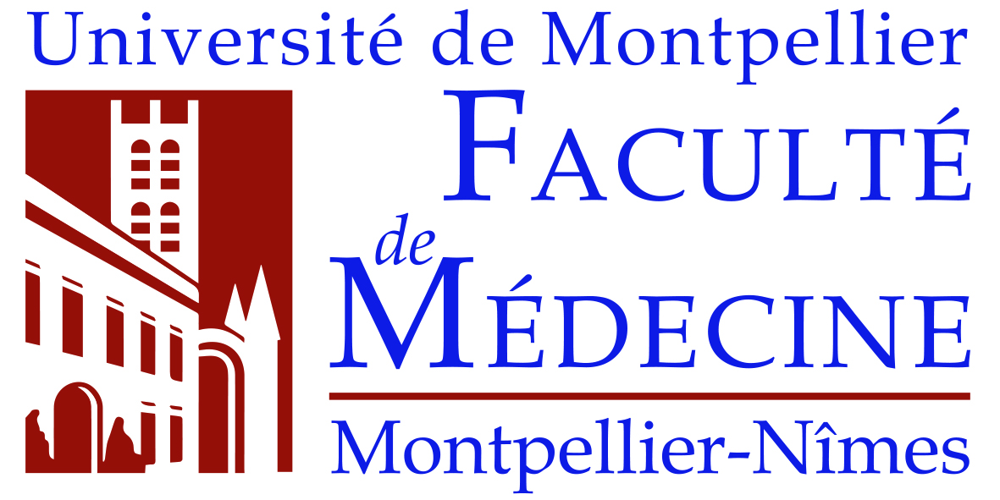 Université de Montpellier
FACULTÉ
de
MÉDECINE
Montpellier-Nîmes